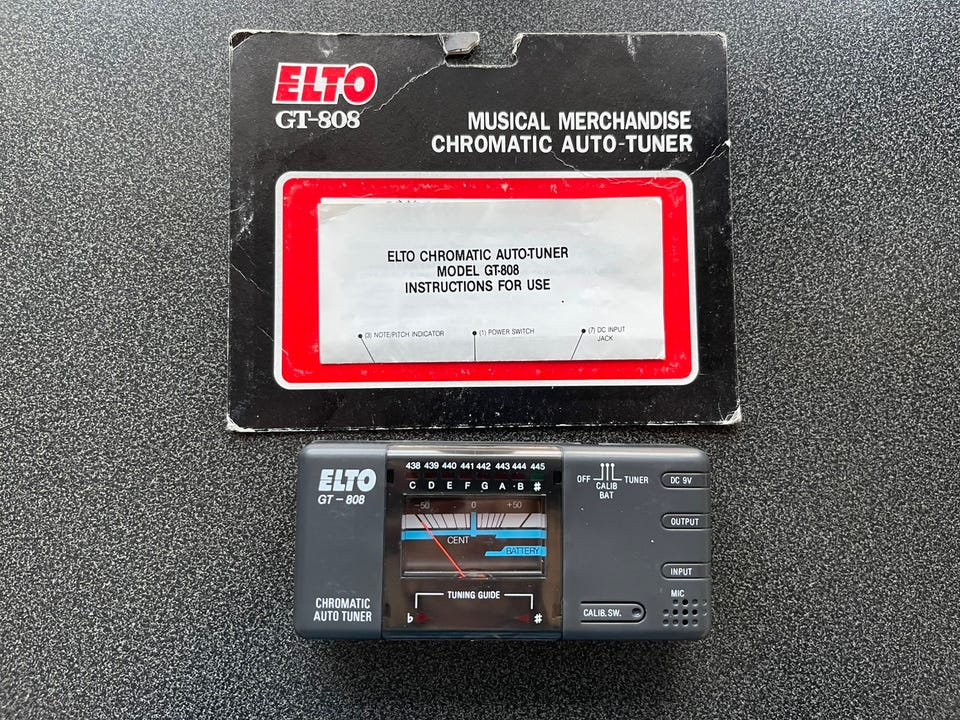 ELTO
GT-808
MUSICAL MERCHANDISE
CHROMATIC AUTO-TUNER
ELTO CHROMATIC AUTO-TUNER
MODEL GT-808
INSTRUCTIONS FOR USE
(3) NOTE/PITCH INDICATOR
(1) POWER SWITCH
(7) DC INPUT
JACK
ELTO
GT-808
CHROMATIC
AUTO TUNER
438 439 440 441 442 443 444 445
C D E F G A B #
-50 0 +50
CENT
BATTERY
TUNING GUIDE
♭ #
OFF TUNER
CALIB
BAT
DC 9V
OUTPUT
INPUT
MIC
CALIB. SW.